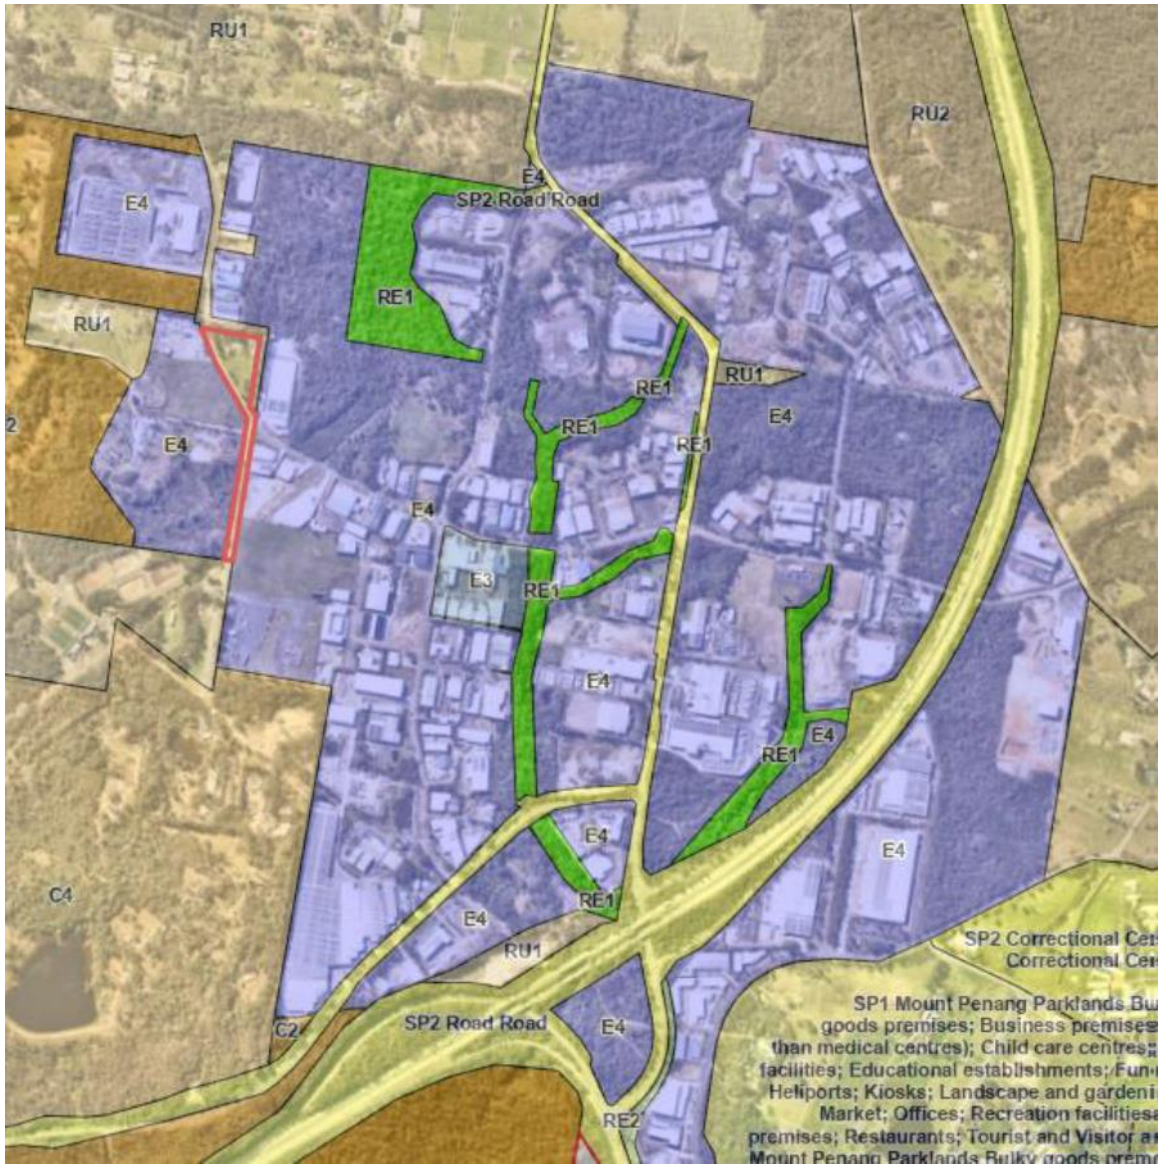 RU1
RU2
E4
SP2 Road Road
E4
RE1
RU1
RE1
RU1
E4
RE1
RE1
2
E4
E4
E3
RE1
E4
E4
RE1
E4
E4
C4
RE1
E4
SP2 Correctional Cer
RU1
Correctional Cer
SP1 Mount Penang Parklands Bu
C2
SP2 Road Road
E4
goods premises; Business premises
than medical centres); Child care centres;
facilities; Educational establishments; Fun
Heliports; Kiosks; Landscape and gardeni
RE2
Market; Offices; Recreation facilities
premises; Restaurants; Tourist and Visitor a
Mount Penang Parklands Bulky goods prem